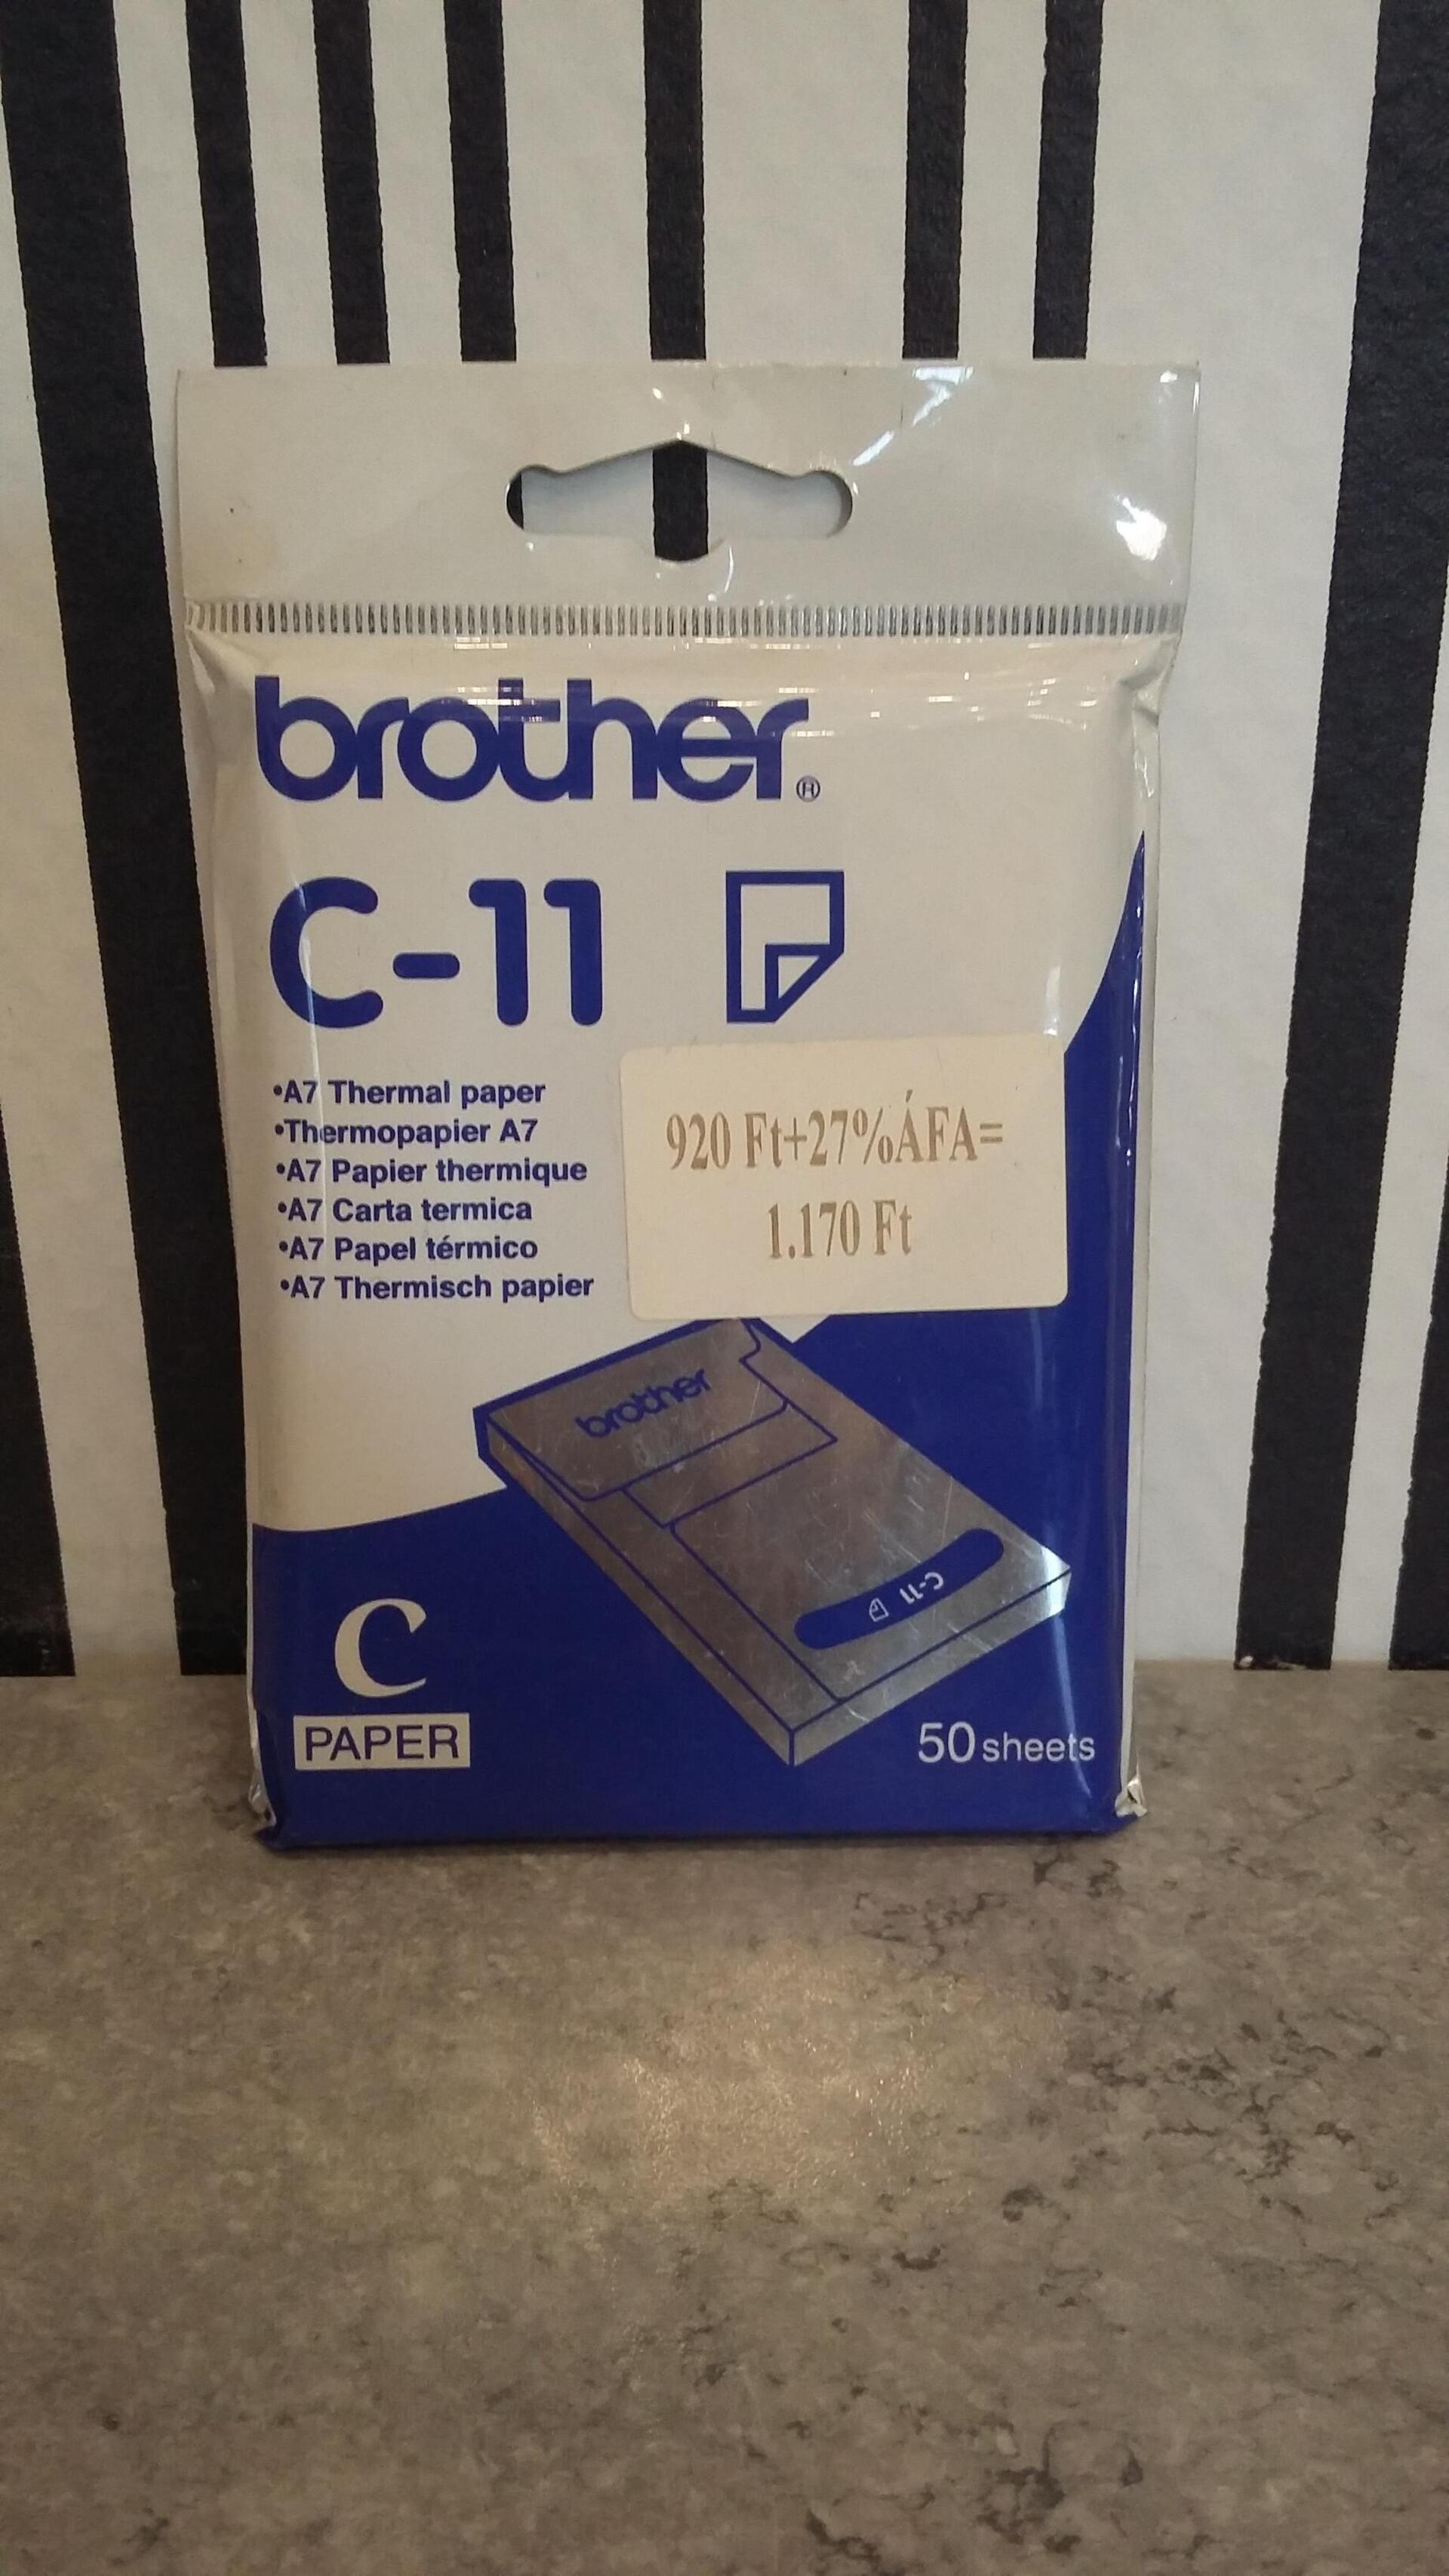 brother®
C-11
•A7 Thermal paper
•Thermopapier A7
•A7 Papier thermique
•A7 Carta termica
•A7 Papel térmico
•A7 Thermisch papier
920 Ft+27%ÁFA=
1.170 Ft
brother
C-11
C
PAPER
50 sheets